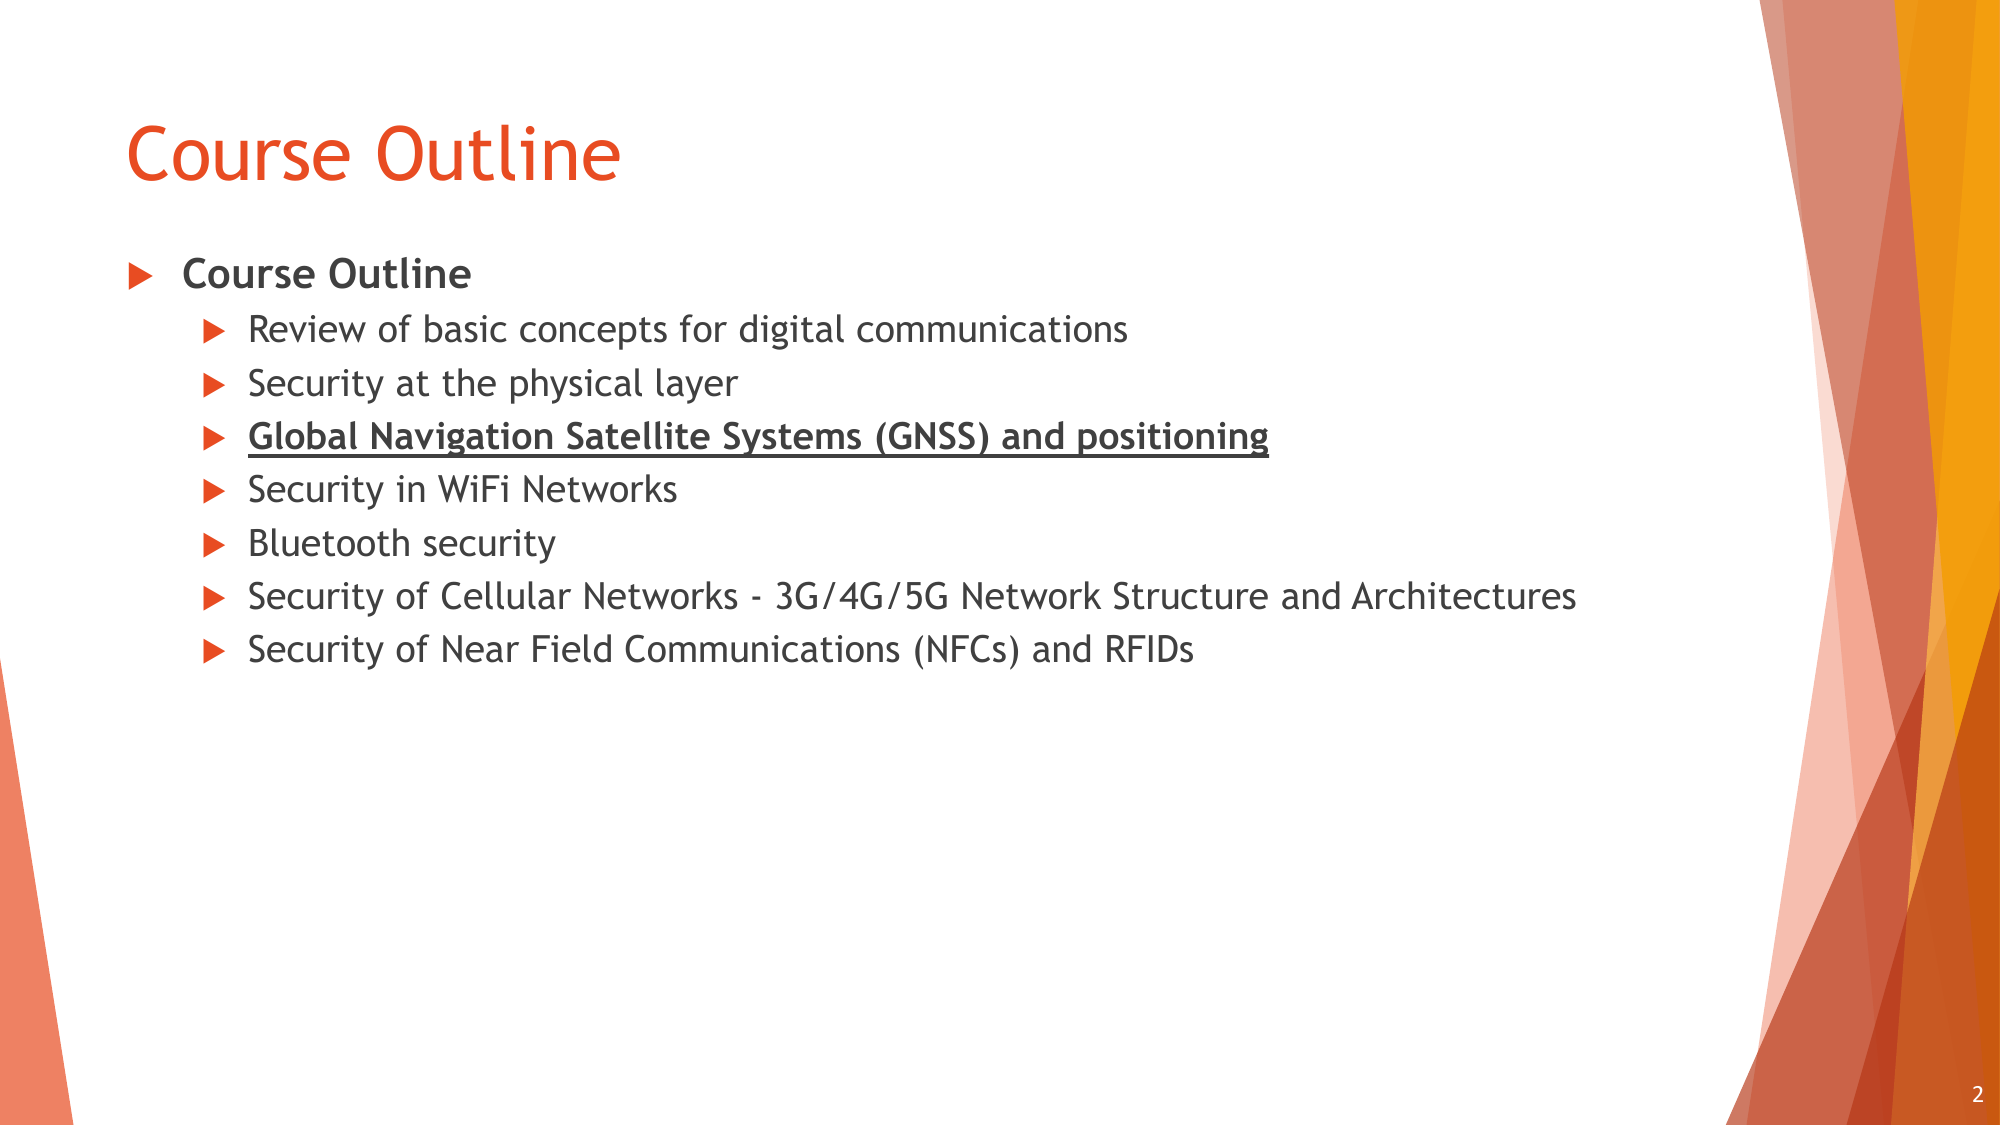 Course Outline
Course Outline
Review of basic concepts for digital communications
Security at the physical layer
Global Navigation Satellite Systems (GNSS) and positioning
Security in WiFi Networks
Bluetooth security
Security of Cellular Networks - 3G/4G/5G Network Structure and Architectures
Security of Near Field Communications (NFCs) and RFIDs
2